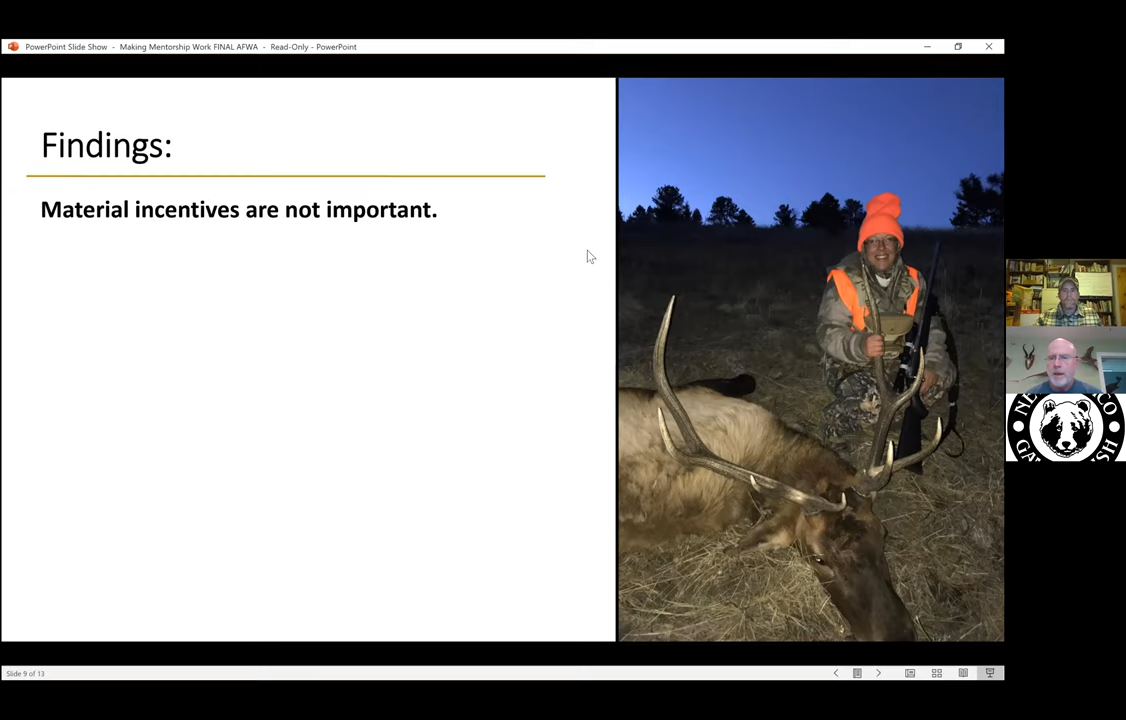 PowerPoint Slide Show - Making Mentorship Work FINAL AFWA - Read-Only - PowerPoint
Findings:
Material incentives are not important.
Slide 9 of 13